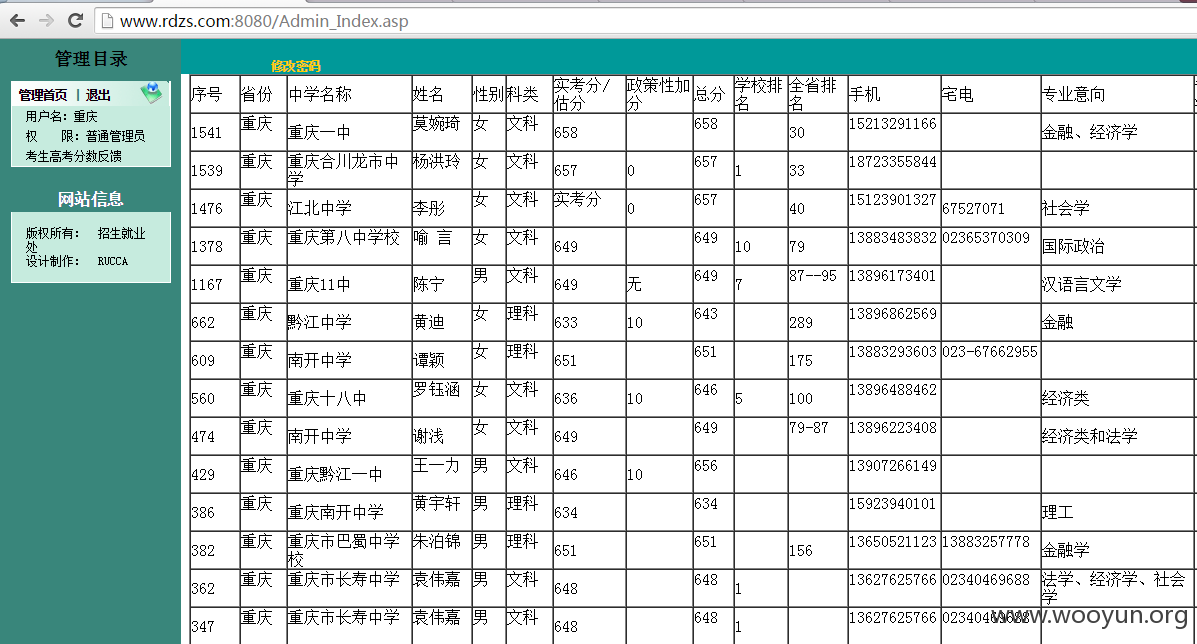 www.rdzs.com:8080/Admin_Index.asp
管理目录
修改密码
管理首页 | 退出
用户名：重庆
权 限：普通管理员
考生高考分数反馈
网站信息
版权所有： 招生就业
处
设计制作： RUCCA
序号 省份 中学名称 姓名 性别 科类 实考分/估分 政策性加分 总分 学校排名 全省排名 手机 宅电 专业意向
1541 重庆 重庆一中 莫婉琦 女 文科 658 658 30 15213291166 金融、经济学
1539 重庆 重庆合川龙市中学 杨洪玲 女 文科 657 0 657 1 33 18723355844
1476 重庆 江北中学 李彤 女 文科 实考分 0 657 40 15123901327 67527071 社会学
1378 重庆 重庆第八中学校 喻 言 女 文科 649 649 10 79 13883483832 02365370309 国际政治
1167 重庆 重庆11中 陈宁 男 文科 649 无 649 7 87--95 13896173401 汉语言文学
662 重庆 黔江中学 黄迪 女 理科 633 10 643 289 13896862569 金融
609 重庆 南开中学 谭颖 女 理科 651 651 175 13883293603 023-67662955
560 重庆 重庆十八中 罗钰涵 女 文科 636 10 646 5 100 13896488462 经济类
474 重庆 南开中学 谢浅 女 文科 649 649 79-87 13896223408 经济类和法学
429 重庆 重庆黔江一中 王一力 男 文科 646 10 656 13907266149
386 重庆 重庆南开中学 黄宇轩 男 理科 634 634 15923940101 理工
382 重庆 重庆市巴蜀中学校 朱泊锦 男 理科 651 651 156 13650521123 13883257778 金融学
362 重庆 重庆市长寿中学 袁伟嘉 男 文科 648 648 1 13627625766 02340469688 法学、经济学、社会学
347 重庆 重庆市长寿中学 袁伟嘉 男 文科 648 648 1 13627625766 02340469688
www.wooyun.org